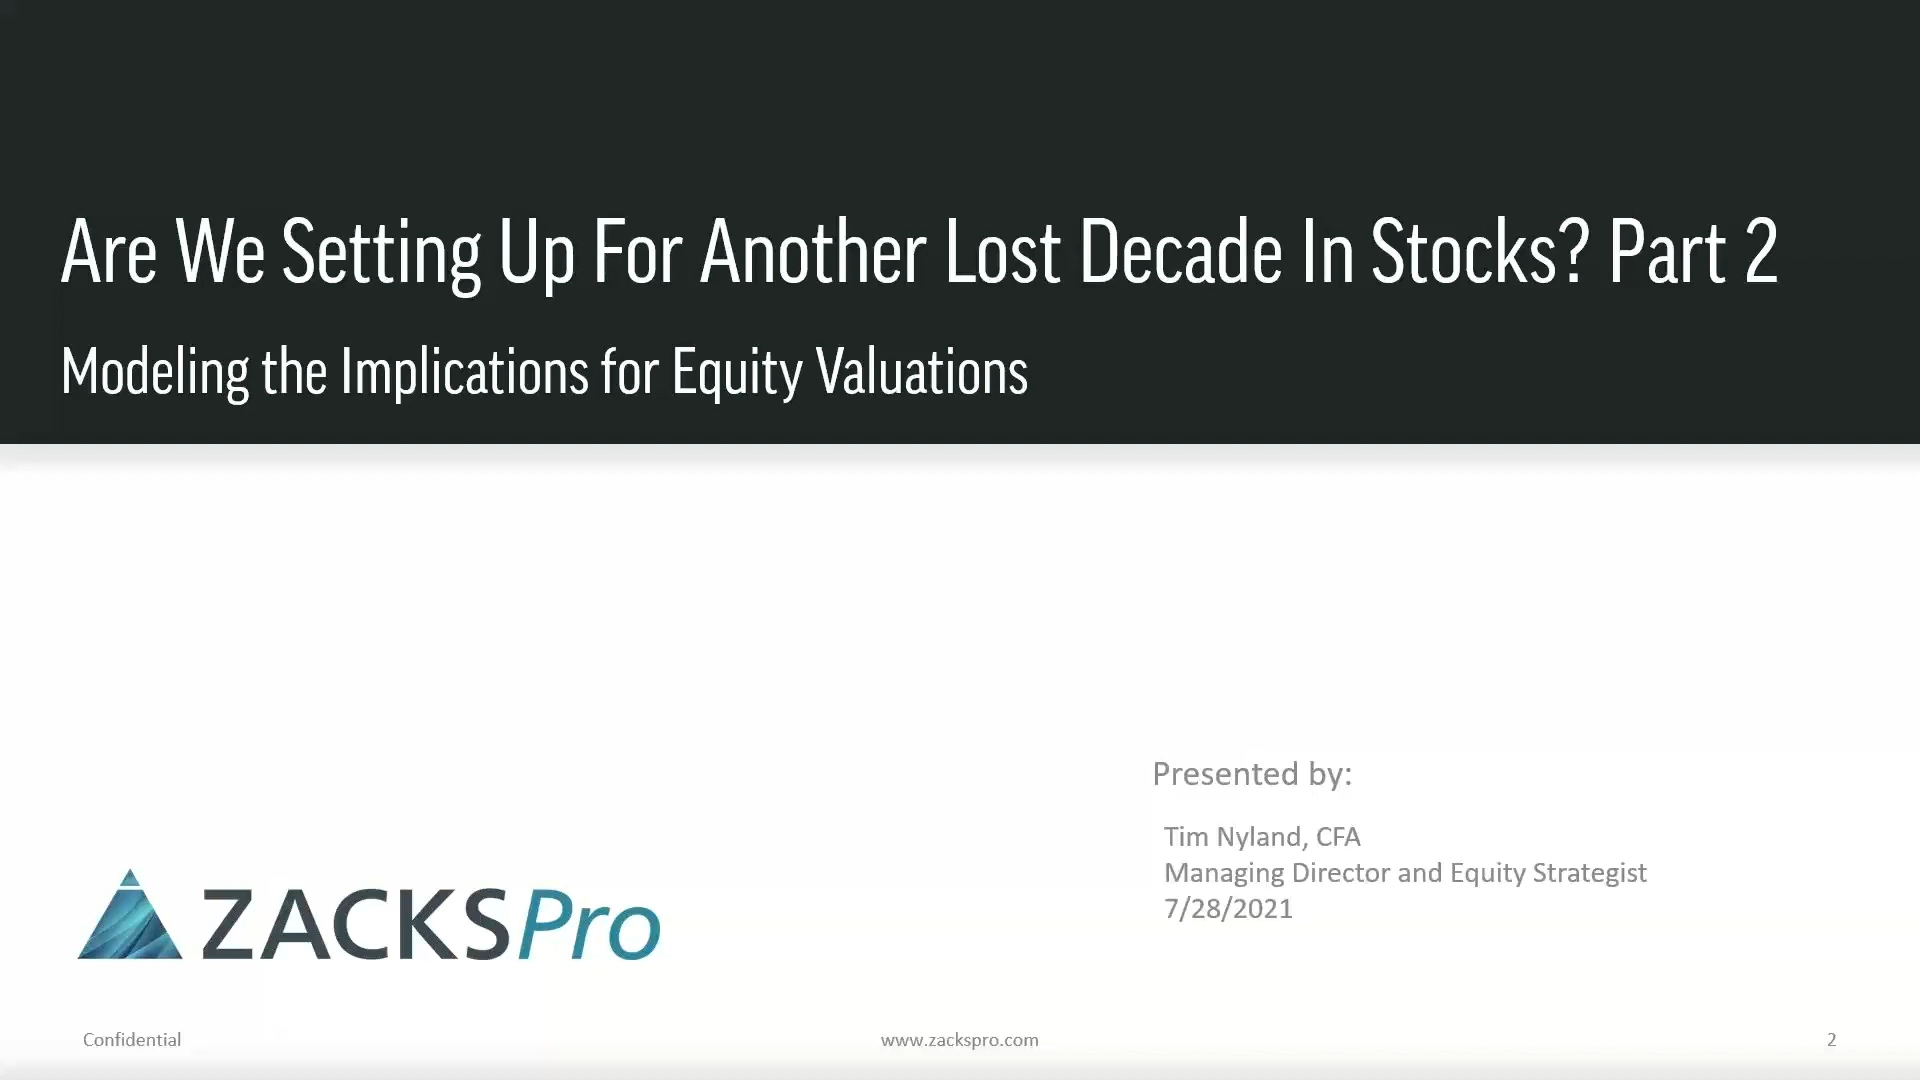 Are We Setting Up For Another Lost Decade In Stocks? Part 2
Modeling the Implications for Equity Valuations
Presented by:
Tim Nyland, CFA
Managing Director and Equity Strategist
7/28/2021
ZACKSPro
Confidential
www.zackspro.com
2